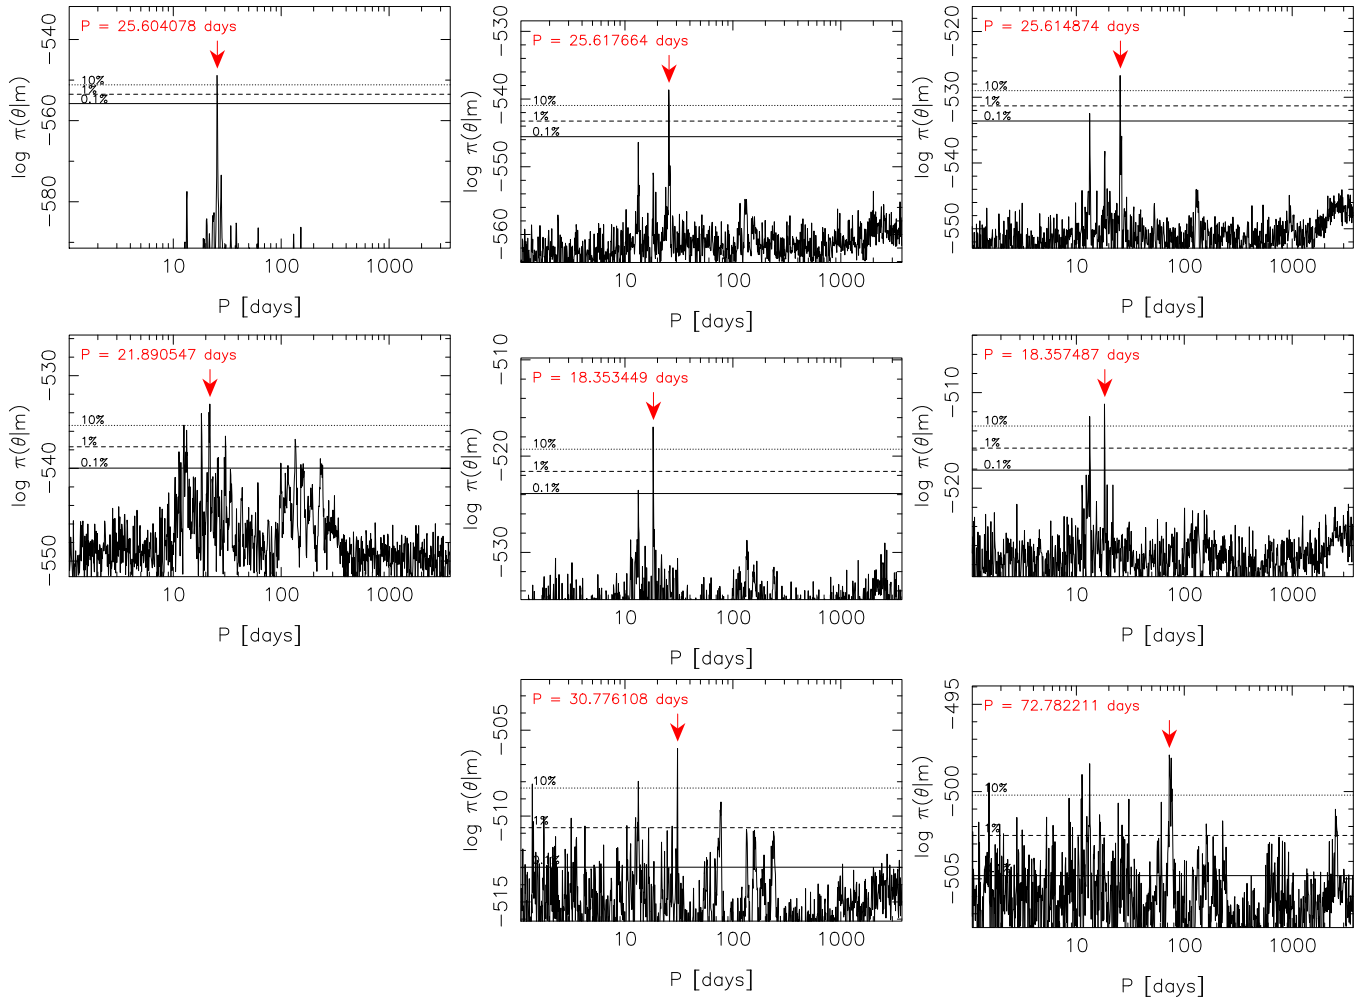 P = 25.604078 days
log π(θ|m)
−540
−560
−580
10%
1%
0.1%
10
100
1000
P [days]
P = 25.617664 days
log π(θ|m)
−530
−540
−550
−560
10%
1%
0.1%
10
100
1000
P [days]
P = 25.614874 days
log π(θ|m)
−520
−530
−540
−550
10%
1%
0.1%
10
100
1000
P [days]
P = 21.890547 days
log π(θ|m)
−530
−540
−550
10%
1%
0.1%
10
100
1000
P [days]
P = 18.353449 days
log π(θ|m)
−510
−520
−530
10%
1%
0.1%
10
100
1000
P [days]
P = 18.357487 days
log π(θ|m)
−510
−520
10%
1%
0.1%
10
100
1000
P [days]
P = 30.776108 days
log π(θ|m)
−505
−510
−515
10%
1%
10
100
1000
P [days]
P = 72.782211 days
log π(θ|m)
−495
−500
−505
10%
1%
10
100
1000
P [days]